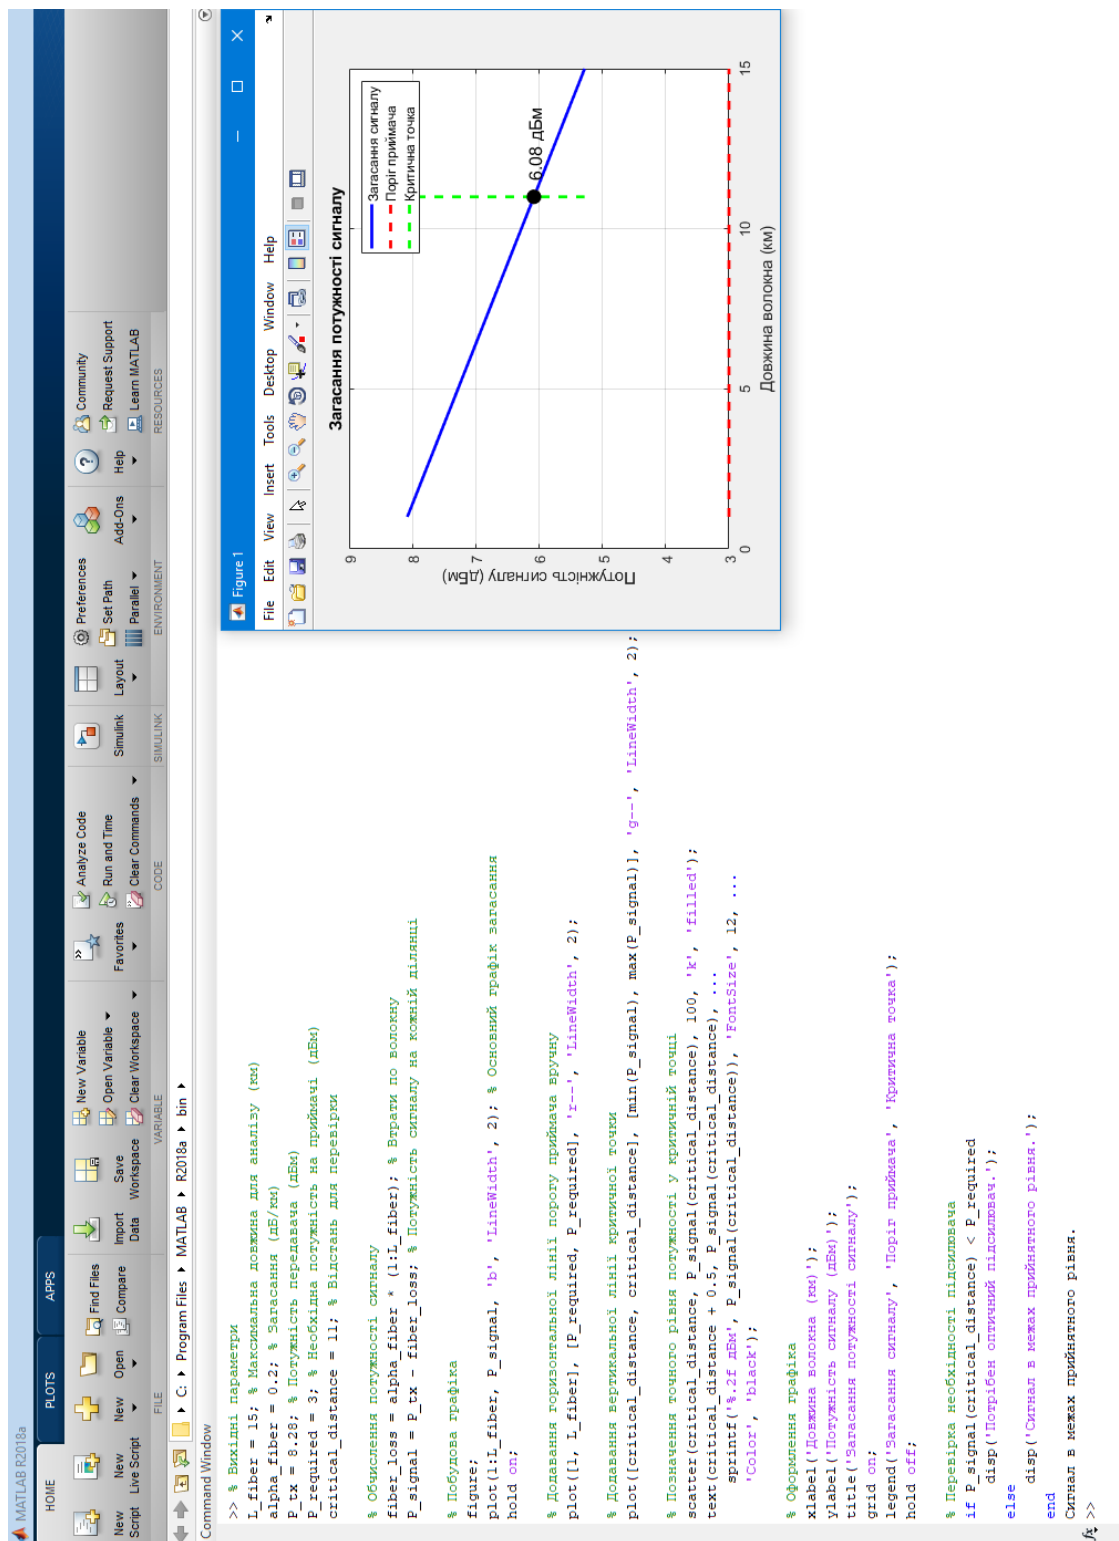 MATLAB R2018a
HOME
PLOTS
APPS
New Script
New Live Script
New
Open
Find Files
Compare
Import Data
Save Workspace
New Variable
Open Variable
Clear Workspace
Favorites
Analyze Code
Run and Time
Clear Commands
Simulink
Layout
Preferences
Set Path
Parallel
Add-Ons
Help
Community
Request Support
Learn MATLAB
FILE
VARIABLE
CODE
SIMULINK
ENVIRONMENT
RESOURCES
C: Program Files MATLAB R2018a bin
Command Window
>> % Вихідні параметри
L_fiber = 15; % Максимальна довжина для аналізу (км)
alpha_fiber = 0.2; % Загасання (дБ/км)
P_tx = 8.28; % Потужність передавача (дБм)
P_required = 3; % Необхідна потужність на приймачі (дБм)
critical_distance = 11; % Відстань для перевірки
% Обчислення потужності сигналу
fiber_loss = alpha_fiber * (1:L_fiber); % Втрати по волокну
P_signal = P_tx - fiber_loss; % Потужність сигналу на кожній ділянці
% Побудова графіка
figure;
plot(1:L_fiber, P_signal, 'b', 'LineWidth', 2); % Основний графік загасання
hold on;
% Додавання горизонтальної лінії порогу приймача вручну
plot([1, L_fiber], [P_required, P_required], 'r--', 'LineWidth', 2);
% Додавання вертикальної лінії критичної точки
plot([critical_distance, critical_distance], [min(P_signal), max(P_signal)], 'g--', 'LineWidth', 2);
% Позначення точного рівня потужності у критичній точці
scatter(critical_distance, P_signal(critical_distance), 100, 'k', 'filled');
text(critical_distance + 0.5, P_signal(critical_distance), ...
sprintf('%.2f дБм', P_signal(critical_distance)), 'FontSize', 12, ...
'Color', 'black');
% Оформлення графіка
xlabel('Довжина волокна (км)');
ylabel('Потужність сигналу (дБм)');
title('Загасання потужності сигналу');
grid on;
legend('Загасання сигналу', 'Поріг приймача', 'Критична точка');
hold off;
% Перевірка необхідності підсилювача
if P_signal(critical_distance) < P_required
disp('Потрібен оптичний підсилювач.');
else
disp('Сигнал в межах прийнятного рівня.');
end
Сигнал в межах прийнятного рівня.
fx >>
Figure 1
File Edit View Insert Tools Desktop Window Help
Загасання потужності сигналу
Загасання сигналу
Поріг приймача
Критична точка
6.08 дБм
9
8
7
6
5
4
3
Потужність сигналу (дБм)
0 5 10 15
Довжина волокна (км)